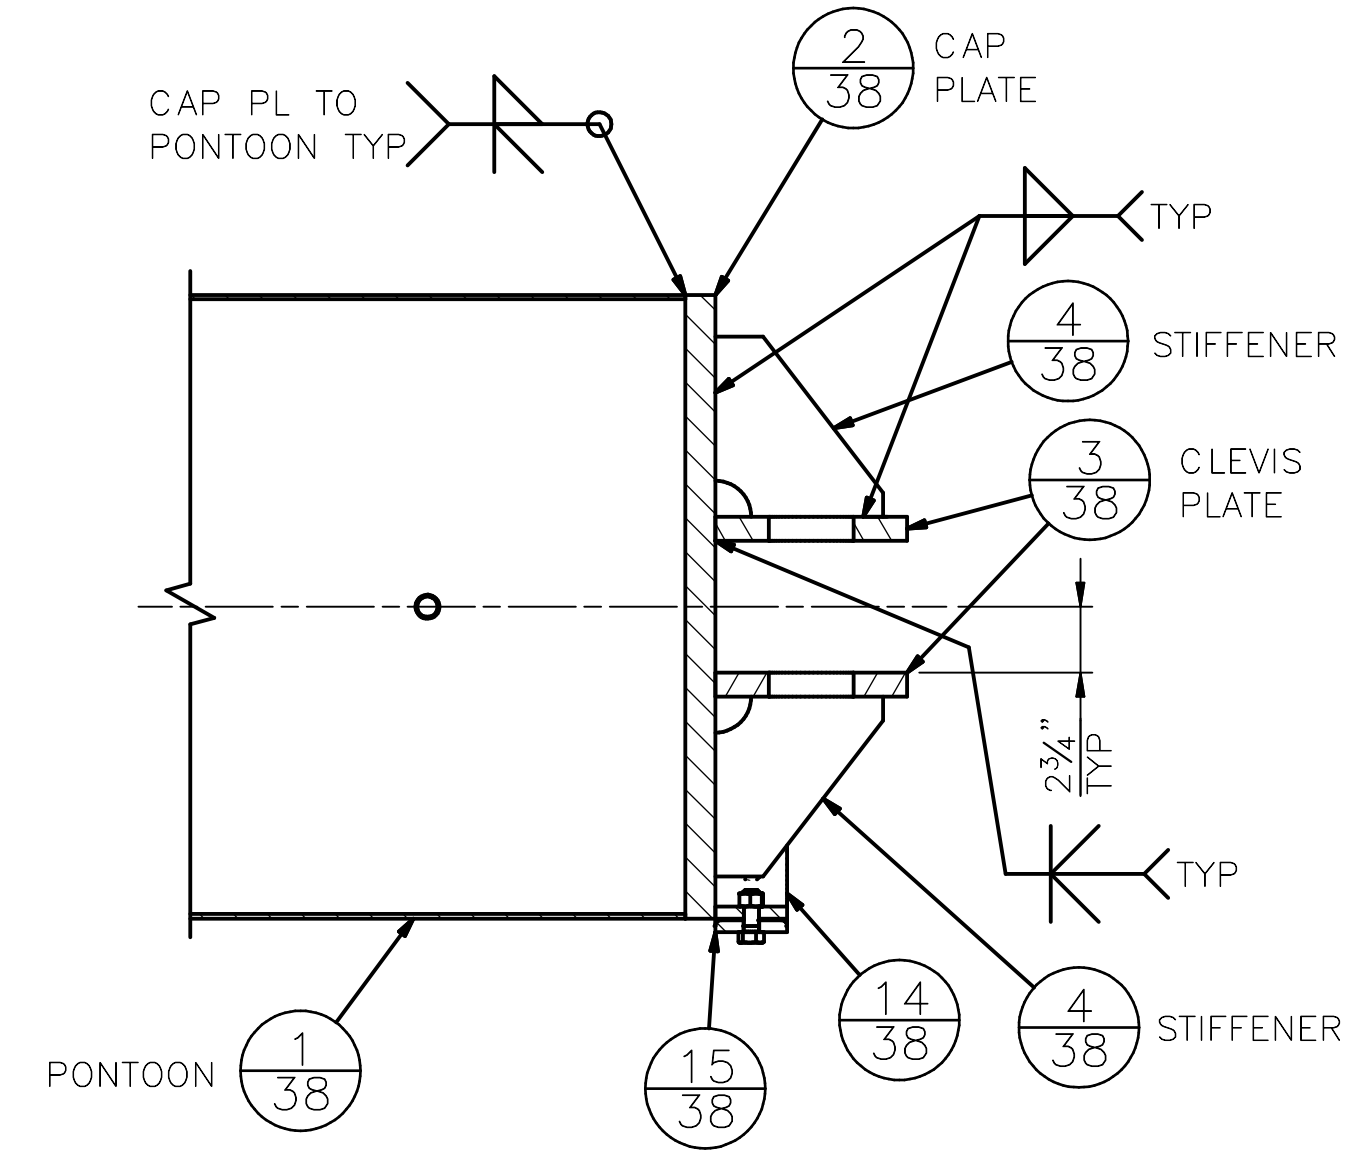 2
38
CAP
PLATE
CAP PL TO
PONTOON TYP
TYP
4
38
STIFFENER
3
38
CLEVIS
PLATE
2¾"
TYP
TYP
14
38
4
38
STIFFENER
PONTOON
1
38
15
38